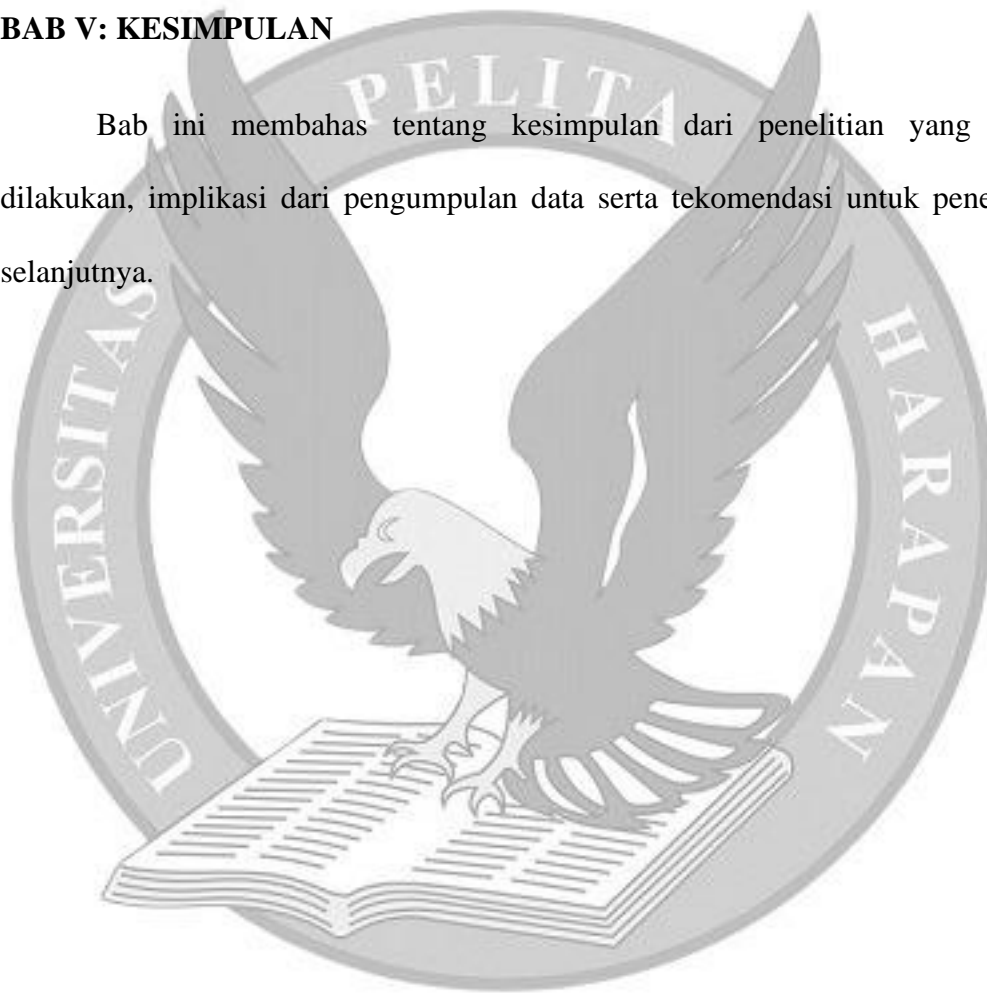 BAB V: KESIMPULAN
Bab ini membahas tentang kesimpulan dari penelitian yang
dilakukan, implikasi dari pengumpulan data serta tekomendasi untuk
selanjutnya.
UNIVERSITAS PELITA HARAPAN